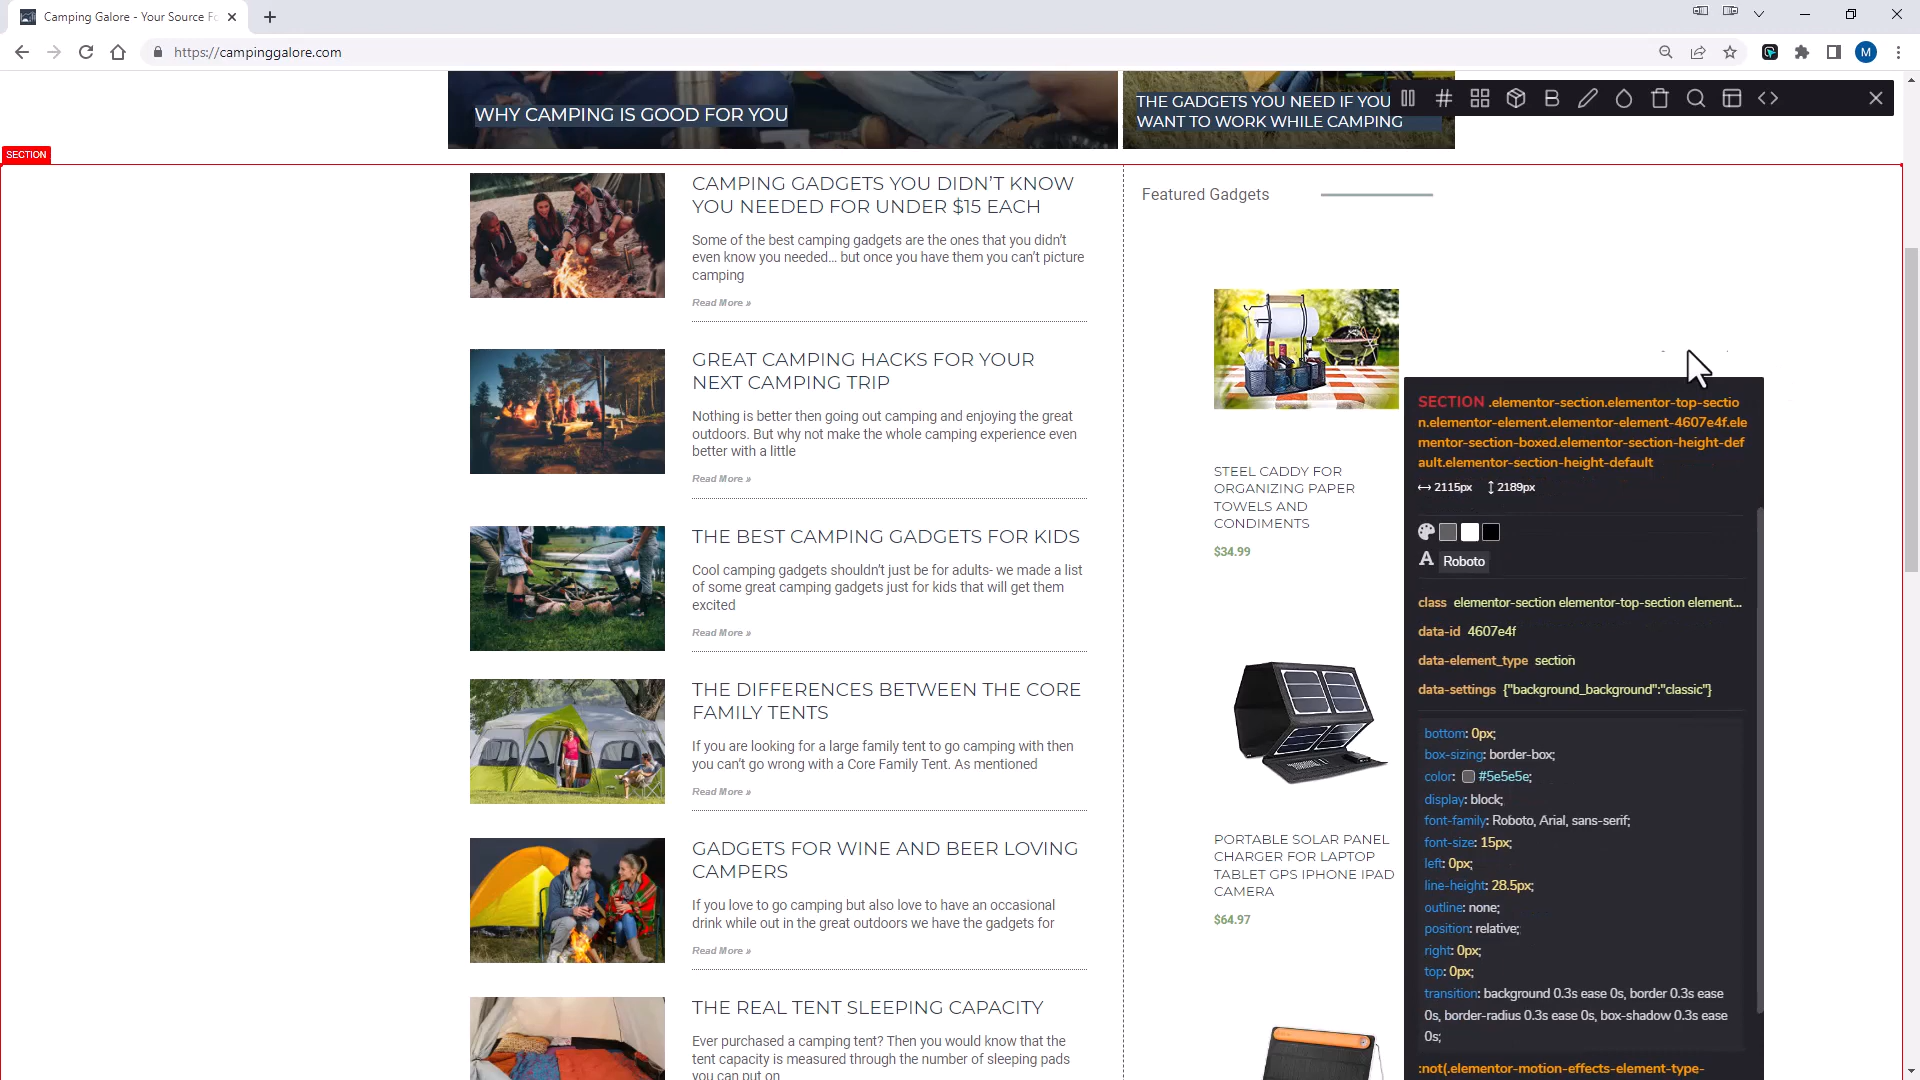 Camping Galore - Your Source Fo
M
https://campinggalore.com
WHY CAMPING IS GOOD FOR YOU
THE GADGETS YOU NEED IF YOU
WANT TO WORK WHILE CAMPING
B
SECTION
CAMPING GADGETS YOU DIDN’T KNOW
YOU NEEDED FOR UNDER $15 EACH
Some of the best camping gadgets are the ones that you didn’t
even know you needed... but once you have them you can’t picture
camping
Read More »
GREAT CAMPING HACKS FOR YOUR
NEXT CAMPING TRIP
Nothing is better then going out camping and enjoying the great
outdoors. But why not make the whole camping experience even
better with a little
Read More »
THE BEST CAMPING GADGETS FOR KIDS
Cool camping gadgets shouldn’t just be for adults- we made a list
of some great camping gadgets just for kids that will get them
excited
Read More »
THE DIFFERENCES BETWEEN THE CORE
FAMILY TENTS
If you are looking for a large family tent to go camping with then
you can’t go wrong with a Core Family Tent. As mentioned
Read More »
GADGETS FOR WINE AND BEER LOVING
CAMPERS
If you love to go camping but also love to have an occasional
drink while out in the great outdoors we have the gadgets for
Read More »
THE REAL TENT SLEEPING CAPACITY
Ever purchased a camping tent? Then you would know that the
tent capacity is measured through the number of sleeping pads
you can put on
Featured Gadgets
STEEL CADDY FOR
ORGANIZING PAPER
TOWELS AND
CONDIMENTS
$34.99
PORTABLE SOLAR PANEL
CHARGER FOR LAPTOP
TABLET GPS IPHONE IPAD
CAMERA
$64.97
SECTION .elementor-section.elementor-top-sectio
n.elementor-element.elementor-element-4607e4f.ele
mentor-section-boxed.elementor-section-height-def
ault.elementor-section-height-default
2115px 2189px
A Roboto
class elementor-section elementor-top-section element...
data-id 4607e4f
data-element_type section
data-settings {"background_background":"classic"}
bottom: 0px;
box-sizing: border-box;
color: #5e5e5e;
display: block;
font-family: Roboto, Arial, sans-serif;
font-size: 15px;
left: 0px;
line-height: 28.5px;
outline: none;
position: relative;
right: 0px;
top: 0px;
transition: background 0.3s ease 0s, border 0.3s ease
0s, border-radius 0.3s ease 0s, box-shadow 0.3s ease
0s;
:not(.elementor-motion-effects-element-type-